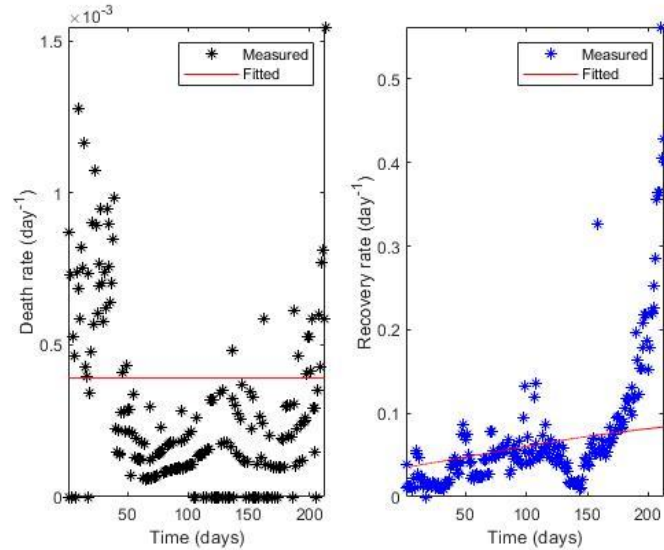 ×10⁻³
1.5
1
0.5
0
Death rate (day⁻¹)
50 100 150 200
Time (days)
Measured
Fitted
0.5
0.4
0.3
0.2
0.1
0
Recovery rate (day⁻¹)
50 100 150 200
Time (days)
Measured
Fitted